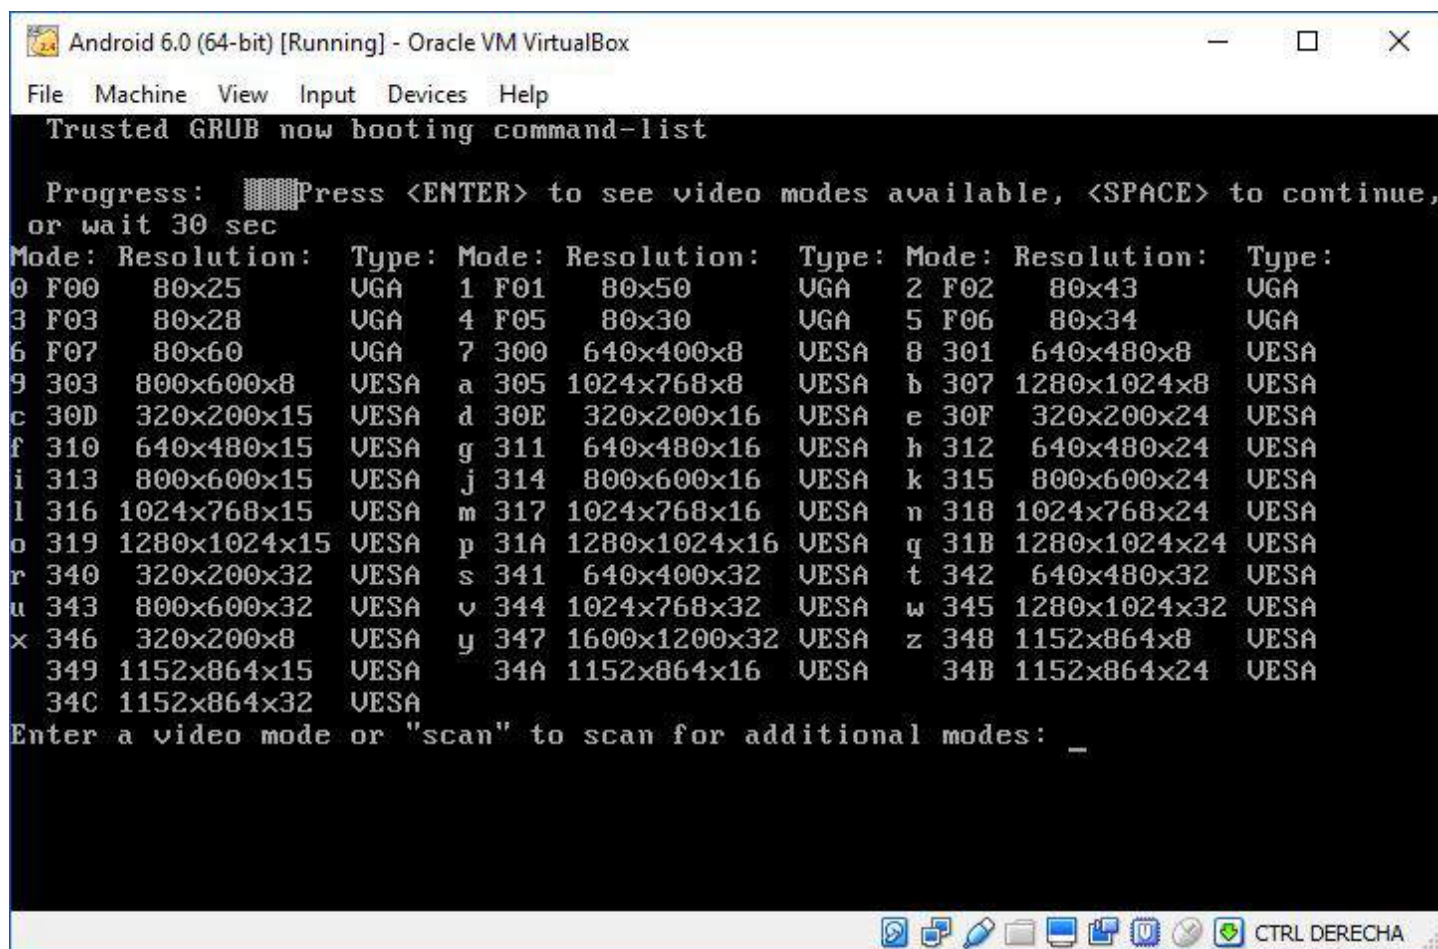 Android 6.0 (64-bit) [Running] - Oracle VM VirtualBox
File Machine View Input Devices Help
Trusted GRUB now booting command-list
Progress: ▒▒▒Press <ENTER> to see video modes available, <SPACE> to continue,
or wait 30 sec
Mode: Resolution: Type: Mode: Resolution: Type: Mode: Resolution: Type:
0 F00 80x25 VGA 1 F01 80x50 VGA 2 F02 80x43 VGA
3 F03 80x28 VGA 4 F05 80x30 VGA 5 F06 80x34 VGA
6 F07 80x60 VGA 7 300 640x400x8 VESA 8 301 640x480x8 VESA
9 303 800x600x8 VESA a 305 1024x768x8 VESA b 307 1280x1024x8 VESA
c 30D 320x200x15 VESA d 30E 320x200x16 VESA e 30F 320x200x24 VESA
f 310 640x480x15 VESA g 311 640x480x16 VESA h 312 640x480x24 VESA
i 313 800x600x15 VESA j 314 800x600x16 VESA k 315 800x600x24 VESA
l 316 1024x768x15 VESA m 317 1024x768x16 VESA n 318 1024x768x24 VESA
o 319 1280x1024x15 VESA p 31A 1280x1024x16 VESA q 31B 1280x1024x24 VESA
r 340 320x200x32 VESA s 341 640x400x32 VESA t 342 640x480x32 VESA
u 343 800x600x32 VESA v 344 1024x768x32 VESA w 345 1280x1024x32 VESA
x 346 320x200x8 VESA y 347 1600x1200x32 VESA z 348 1152x864x8 VESA
349 1152x864x15 VESA 34A 1152x864x16 VESA 34B 1152x864x24 VESA
34C 1152x864x32 VESA
Enter a video mode or "scan" to scan for additional modes: _
CTRL DERECHA